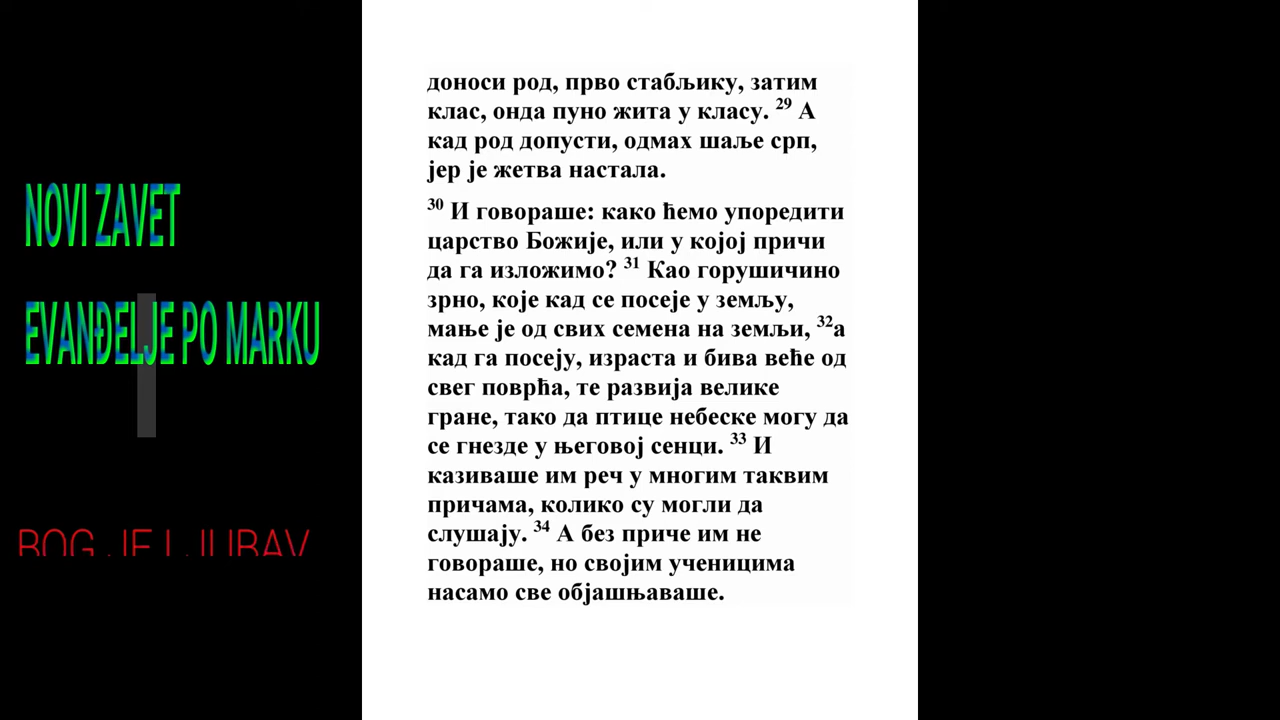 NOVI ZAVET
EVANĐELJE PO MARKU
BOG JE LJUBAV
доноси род, прво стабљику, затим
клас, онда пуно жита у класу. 29 А
кад род допусти, одмах шаље срп,
јер је жетва настала.
30 И говораше: како ћемо упоредити
царство Божије, или у којој причи
да га изложимо? 31 Као горушичино
зрно, које кад се посеје у земљу,
мање је од свих семена на земљи, 32а
кад га посеју, израста и бива веће од
свег поврћа, те развија велике
гране, тако да птице небеске могу да
се гнезде у његовој сенци. 33 И
казиваше им реч у многим таквим
причама, колико су могли да
слушају. 34 А без приче им не
говораше, но својим ученицима
насамо све објашњаваше.